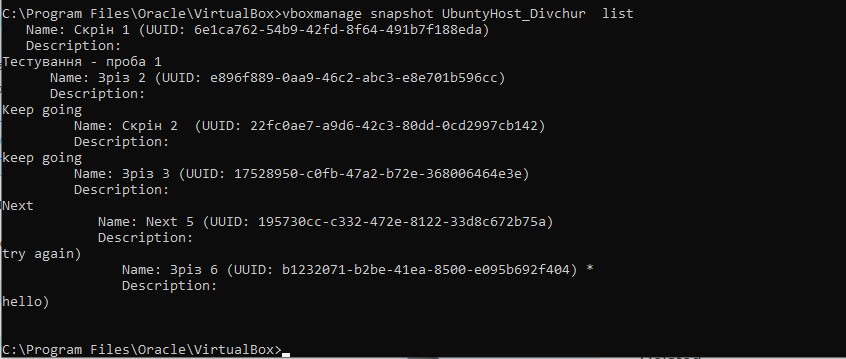 C:\Program Files\Oracle\VirtualBox>vboxmanage snapshot UbuntyHost_Divchur  list
   Name: Скрін 1 (UUID: 6e1ca762-54b9-42fd-8f64-491b7f188eda)
   Description:
Тестування - проба 1
      Name: Зріз 2 (UUID: e896f889-0aa9-46c2-abc3-e8e701b596cc)
      Description:
Keep going
         Name: Скрін 2  (UUID: 22fc0ae7-a9d6-42c3-80dd-0cd2997cb142)
         Description:
keep going
         Name: Зріз 3 (UUID: 17528950-c0fb-47a2-b72e-368006464e3e)
         Description:
Next
            Name: Next 5 (UUID: 195730cc-c332-472e-8122-33d8c672b75a)
            Description:
try again)
               Name: Зріз 6 (UUID: b1232071-b2be-41ea-8500-e095b692f404) *
               Description:
hello)
C:\Program Files\Oracle\VirtualBox>